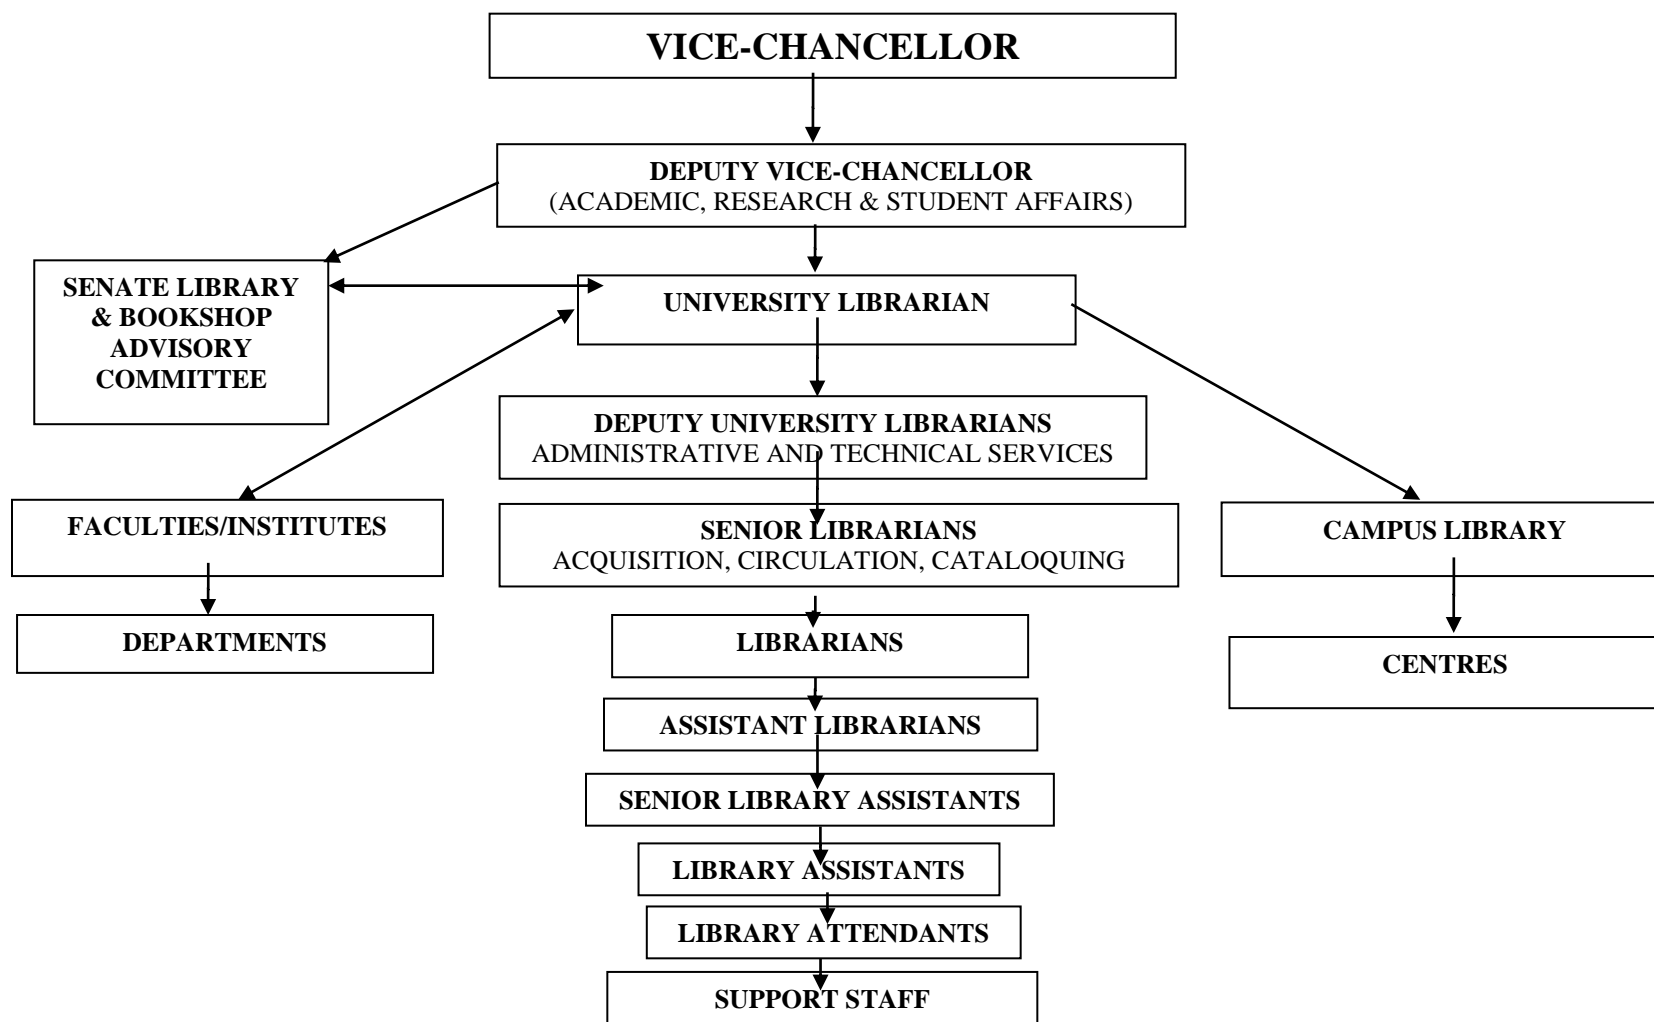 VICE-CHANCELLOR
DEPUTY VICE-CHANCELLOR
(ACADEMIC, RESEARCH & STUDENT AFFAIRS)
SENATE LIBRARY
& BOOKSHOP
ADVISORY
COMMITTEE
UNIVERSITY LIBRARIAN
DEPUTY UNIVERSITY LIBRARIANS
ADMINISTRATIVE AND TECHNICAL SERVICES
FACULTIES/INSTITUTES
SENIOR LIBRARIANS
ACQUISITION, CIRCULATION, CATALOQUING
CAMPUS LIBRARY
DEPARTMENTS
LIBRARIANS
CENTRES
ASSISTANT LIBRARIANS
SENIOR LIBRARY ASSISTANTS
LIBRARY ASSISTANTS
LIBRARY ATTENDANTS
SUPPORT STAFF